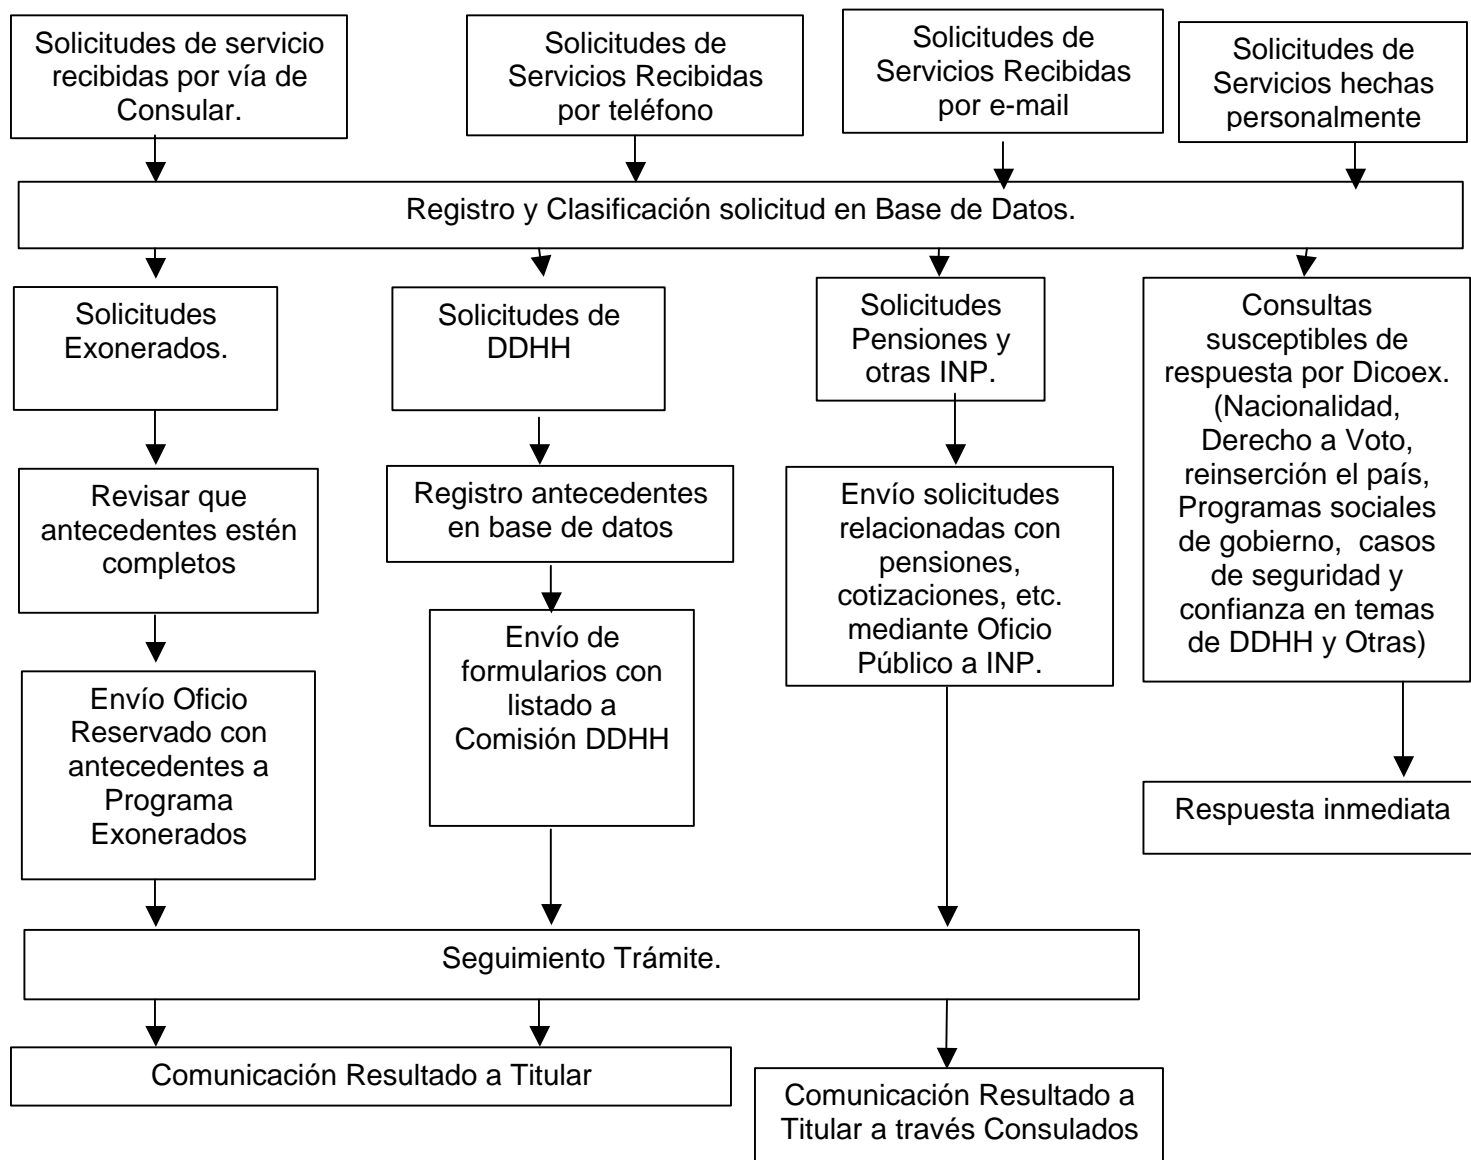 Solicitudes de servicio
recibidas por vía de
Consular.
Solicitudes de
Servicios Recibidas
por teléfono
Solicitudes de
Servicios Recibidas
por e-mail
Solicitudes de
Servicios hechas
personalmente
Registro y Clasificación solicitud en Base de Datos.
Solicitudes
Exonerados.
Solicitudes de
DDHH
Solicitudes
Pensiones y
otras INP.
Consultas
susceptibles de
respuesta por Dicoex.
(Nacionalidad,
Derecho a Voto,
reinserción el país,
Programas sociales
de gobierno, casos
de seguridad y
confianza en temas
de DDHH y Otras)
Revisar que
antecedentes estén
completos
Registro antecedentes
en base de datos
Envío solicitudes
relacionadas con
pensiones,
cotizaciones, etc.
mediante Oficio
Público a INP.
Envío Oficio
Reservado con
antecedentes a
Programa
Exonerados
Envío de
formularios con
listado a
Comisión DDHH
Respuesta inmediata
Seguimiento Trámite.
Comunicación Resultado a Titular
Comunicación Resultado a
Titular a través Consulados